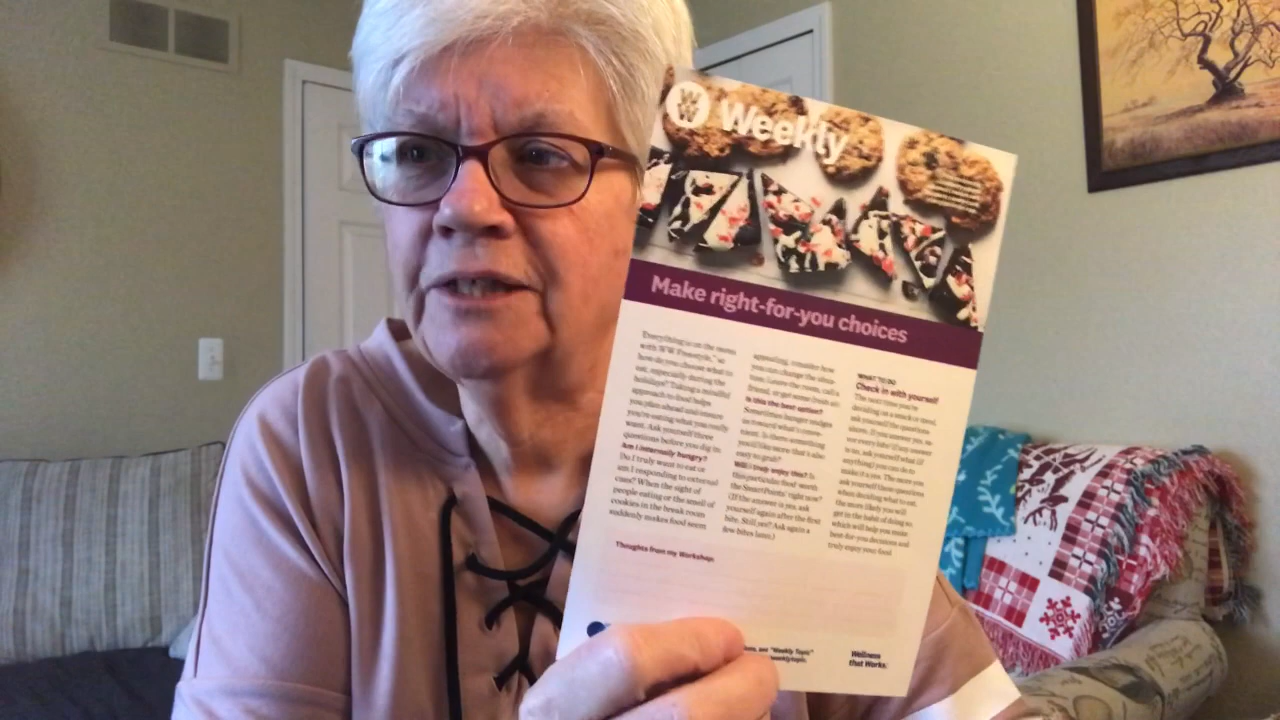 WW Weekly
Make right-for-you choices
Everything is on the menu
with WW Freestyle,™ so
how do you choose what to
eat, especially during the
holidays? Taking a mindful
approach to food helps
you plan ahead and ensure
you're eating what you really
want. Ask yourself three
questions before you dig in:
Am I internally hungry?
Do I truly want to eat or
am I responding to external
cues? When the sight of
people eating or the smell of
cookies in the break room
suddenly makes food seem
appealing, consider how
you can change the situa-
tion: Leave the room, call a
friend, or get some fresh air.
Is this the best option?
Sometimes hunger nudges
us toward what's conve-
nient. Is there something
you'd like more that's also
easy to grab?
Will I truly enjoy this? Is
this particular food worth
the SmartPoints® right now?
(If the answer is yes, ask
yourself again after the first
bite. Still yes? Ask again a
few bites later.)
WHAT TO DO
Check in with yourself
The next time you're
deciding on a snack or meal,
ask yourself the questions
above. If you answer yes, sa-
vor every bite! If any answer
is no, ask yourself what (if
anything) you can do to
make it a yes. The more you
ask yourself these questions
when deciding what to eat,
the more likely you will
get in the habit of doing so,
which will help you make
best-for-you decisions and
truly enjoy your food
Thoughts from my Workshop:
see "Weekly Topic"
weeklytopic.
Wellness
that Works.